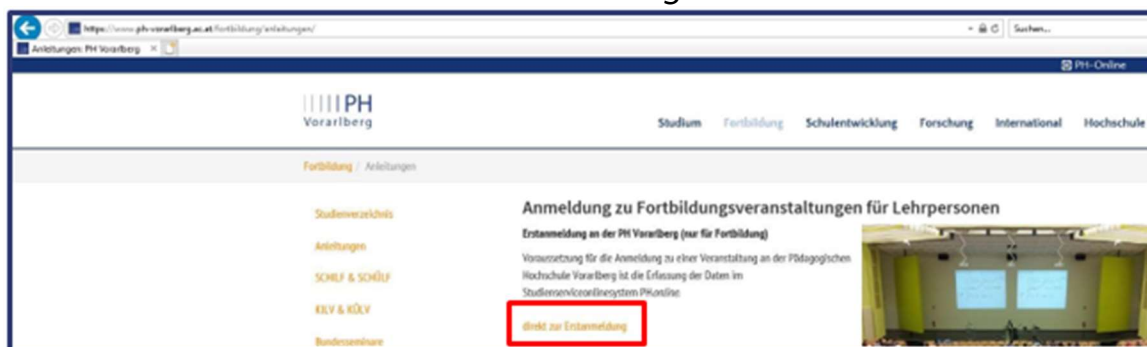 https://www.ph-vorarlberg.ac.at/fortbildung/anleitungen/
Suchen...
Anleitungen: PH Vorarlberg
PH-Online
PH
Vorarlberg
Studium Fortbildung Schulentwicklung Forschung International Hochschule
Fortbildung / Anleitungen
Studienverzeichnis
Anleitungen
SCHILF & SCHÜLF
KILV & KÜLV
Bundesseminare
Anmeldung zu Fortbildungsveranstaltungen für Lehrpersonen
Erstanmeldung an der PH Vorarlberg (nur für Fortbildung)
Voraussetzung für die Anmeldung zu einer Veranstaltung an der Pädagogischen
Hochschule Vorarlberg ist die Erfassung der Daten im
Studienserviceonlinesystem PH-online.
direkt zur Erstanmeldung